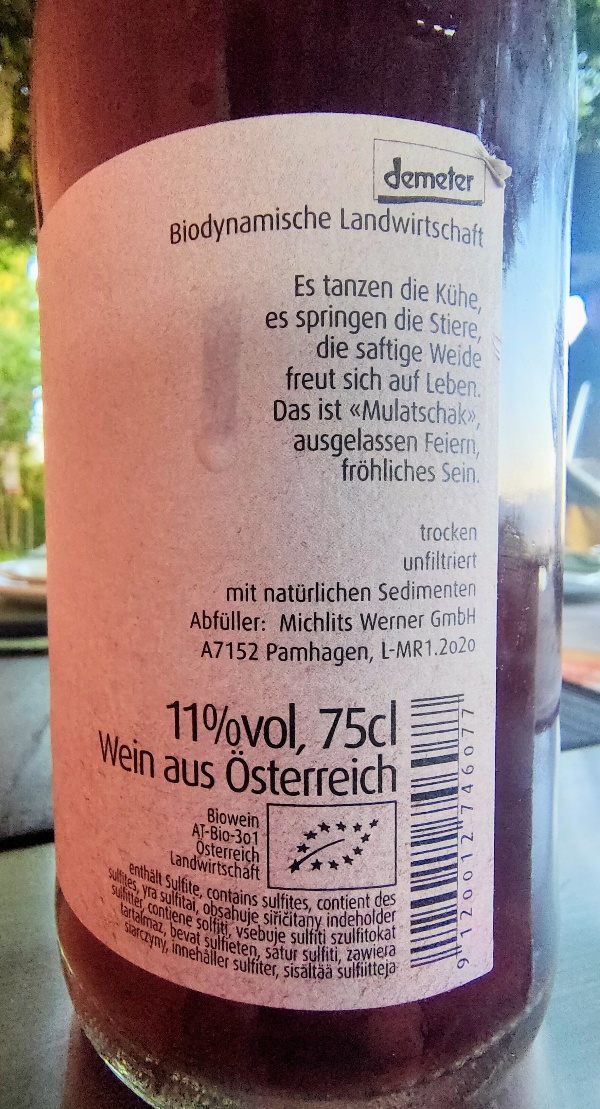 demeter
Biodynamische Landwirtschaft
Es tanzen die Kühe,
es springen die Stiere,
die saftige Weide
freut sich auf Leben.
Das ist «Mulatschak»,
ausgelassen Feiern,
fröhliches Sein.
trocken
unfiltriert
mit natürlichen Sedimenten
Abfüller: Michlits Werner GmbH
A7152 Pamhagen, L-MR1.2020
11%vol, 75cl
Wein aus Österreich
Biowein
AT-Bio-301
Österreich
Landwirtschaft
enthält Sulfite, contains sulfites, contient des
sulfites, yra sulfitai, obsahuje siřičitany indeholder
sulfitter, contiene solfiti, vsebuje sulfiti szulfitokat
tartalmaz, bevat sulfieten, satur sulfiti, zawiera
siarczyny, innehåller sulfiter, sisältää sulfiitteja
9 120012 746077